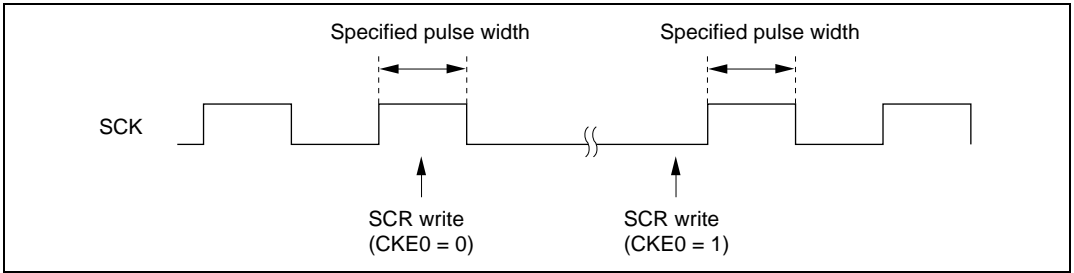 Specified pulse width
Specified pulse width
SCK
SCR write
(CKE0 = 0)
SCR write
(CKE0 = 1)